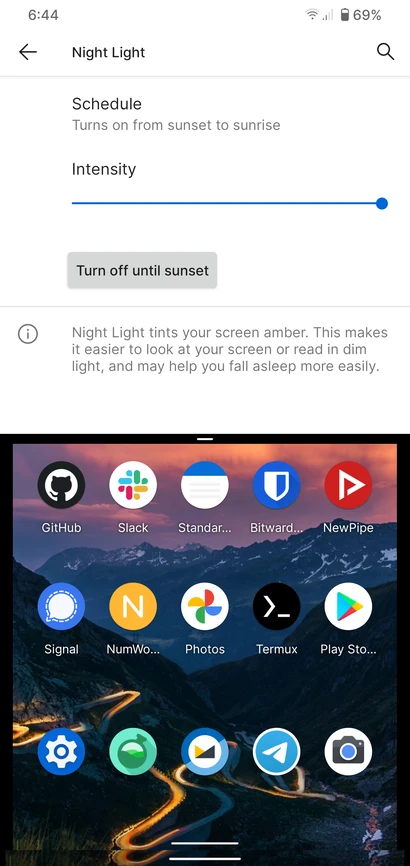 6:44
69%
Night Light
Schedule
Turns on from sunset to sunrise
Intensity
Turn off until sunset
Night Light tints your screen amber. This makes
it easier to look at your screen or read in dim
light, and may help you fall asleep more easily.
GitHub Slack Standar... Bitward... NewPipe
N
Signal NumWo... Photos Termux Play Sto...